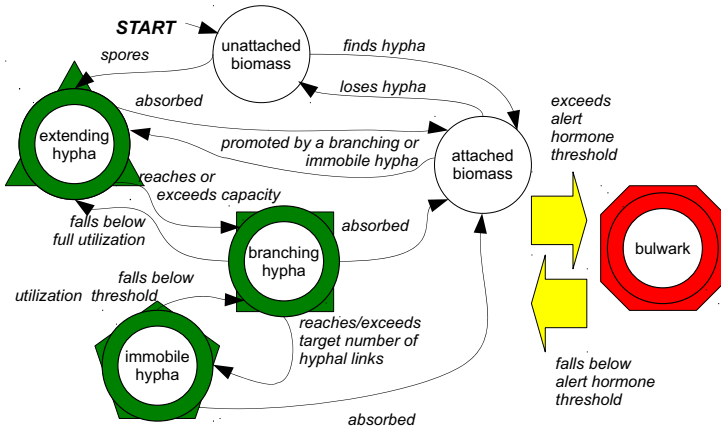 START
unattached
biomass
finds hypha
spores
loses hypha
absorbed
extending
hypha
promoted by a branching or
immobile hypha
attached
biomass
exceeds
alert
hormone
threshold
reaches or
exceeds capacity
falls below
full utilization
absorbed
branching
hypha
bulwark
falls below
utilization threshold
reaches/exceeds
target number of
hyphal links
immobile
hypha
falls below
alert hormone
threshold
absorbed